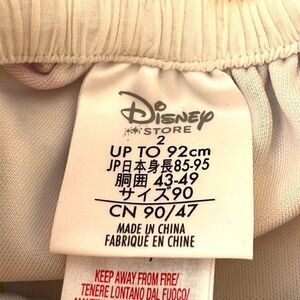 Disney
STORE
2
UP TO 92cm
JP日本身長85-95
胴囲 43-49
サイズ90
CN 90/47
MADE IN CHINA
FABRIQUÉ EN CHINE
KEEP AWAY FROM FIRE/
TENERE LONTANO DAL FUOCO/